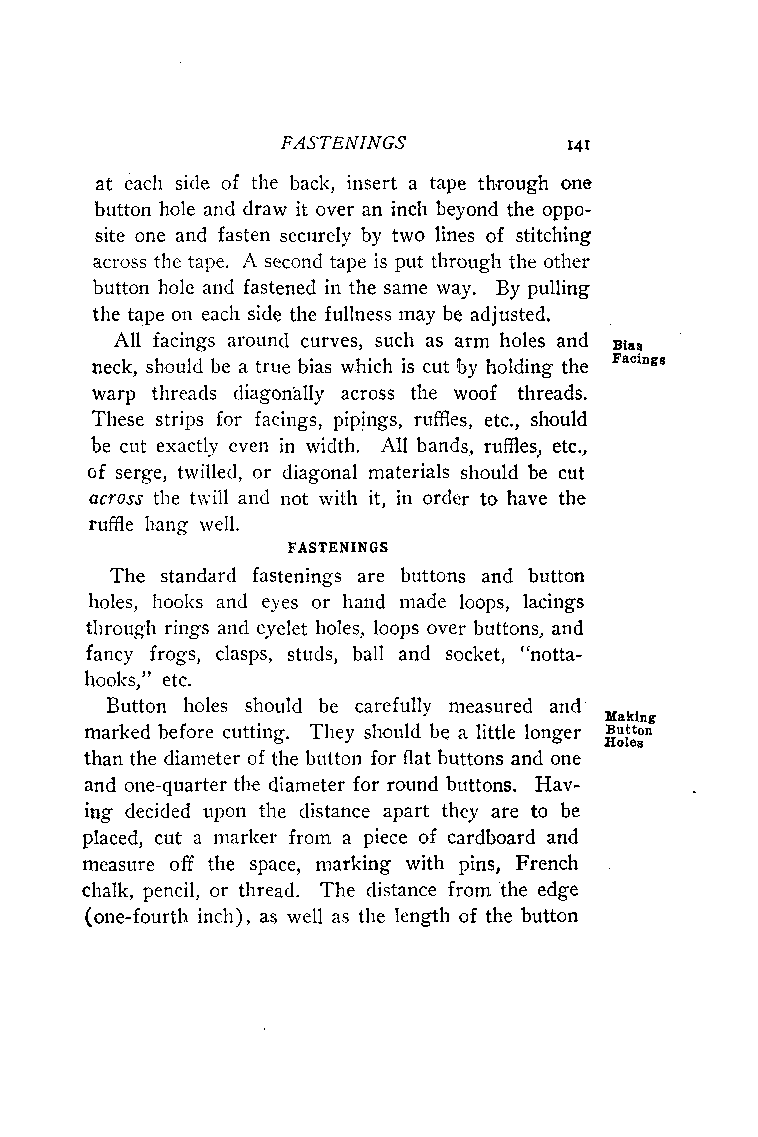 FASTENINGS 141
at each side of the back, insert a tape through one
button hole and draw it over an inch beyond the oppo-
site one and fasten securely by two lines of stitching
across the tape. A second tape is put through the other
button hole and fastened in the same way. By pulling
the tape on each side the fullness may be adjusted.
All facings around curves, such as arm holes and
neck, should be a true bias which is cut by holding the
warp threads diagonally across the woof threads.
These strips for facings, pipings, ruffles, etc., should
be cut exactly even in width. All bands, ruffles, etc.,
of serge, twilled, or diagonal materials should be cut
across the twill and not with it, in order to have the
ruffle hang well.
Bias
Facings
FASTENINGS
The standard fastenings are buttons and button
holes, hooks and eyes or hand made loops, lacings
through rings and eyelet holes, loops over buttons, and
fancy frogs, clasps, studs, ball and socket, "notta-
hooks," etc.
Button holes should be carefully measured and
marked before cutting. They should be a little longer
than the diameter of the button for flat buttons and one
and one-quarter the diameter for round buttons. Hav-
ing decided upon the distance apart they are to be
placed, cut a marker from a piece of cardboard and
measure off the space, marking with pins, French
chalk, pencil, or thread. The distance from the edge
(one-fourth inch), as well as the length of the button
Making
Button
Holes